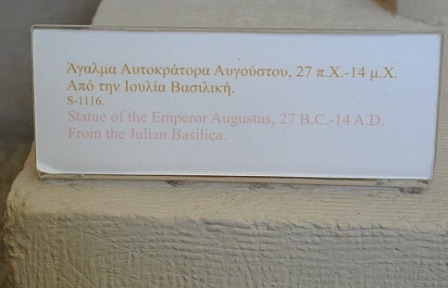 Άγαλμα Αυτοκράτορα Αυγούστου, 27 π.Χ.-14 μ.Χ.
Από την Ιουλία Βασιλική.
S-1116.
Statue of the Emperor Augustus, 27 B.C.-14 A.D.
From the Julian Basilica.